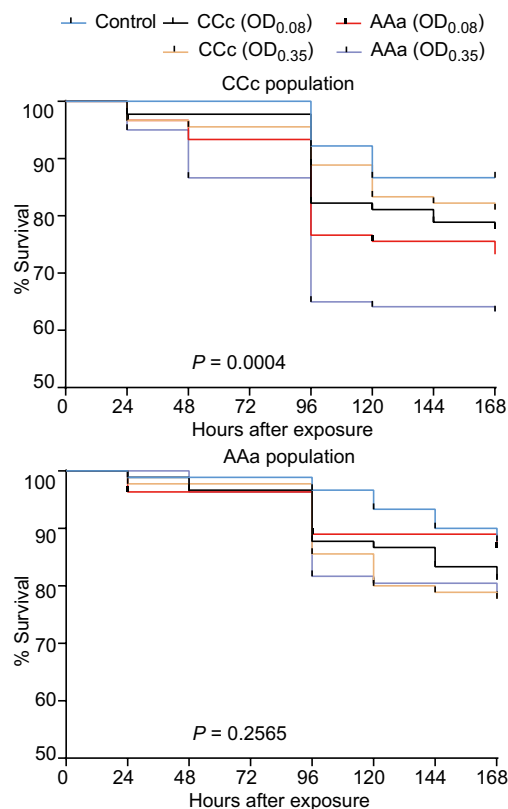 Control CCc (OD0.08) AAa (OD0.08)
CCc (OD0.35) AAa (OD0.35)
CCc population
100
90
80
70
60
50
% Survival
P = 0.0004
0 24 48 72 96 120 144 168
Hours after exposure
AAa population
100
90
80
70
60
50
% Survival
P = 0.2565
0 24 48 72 96 120 144 168
Hours after exposure